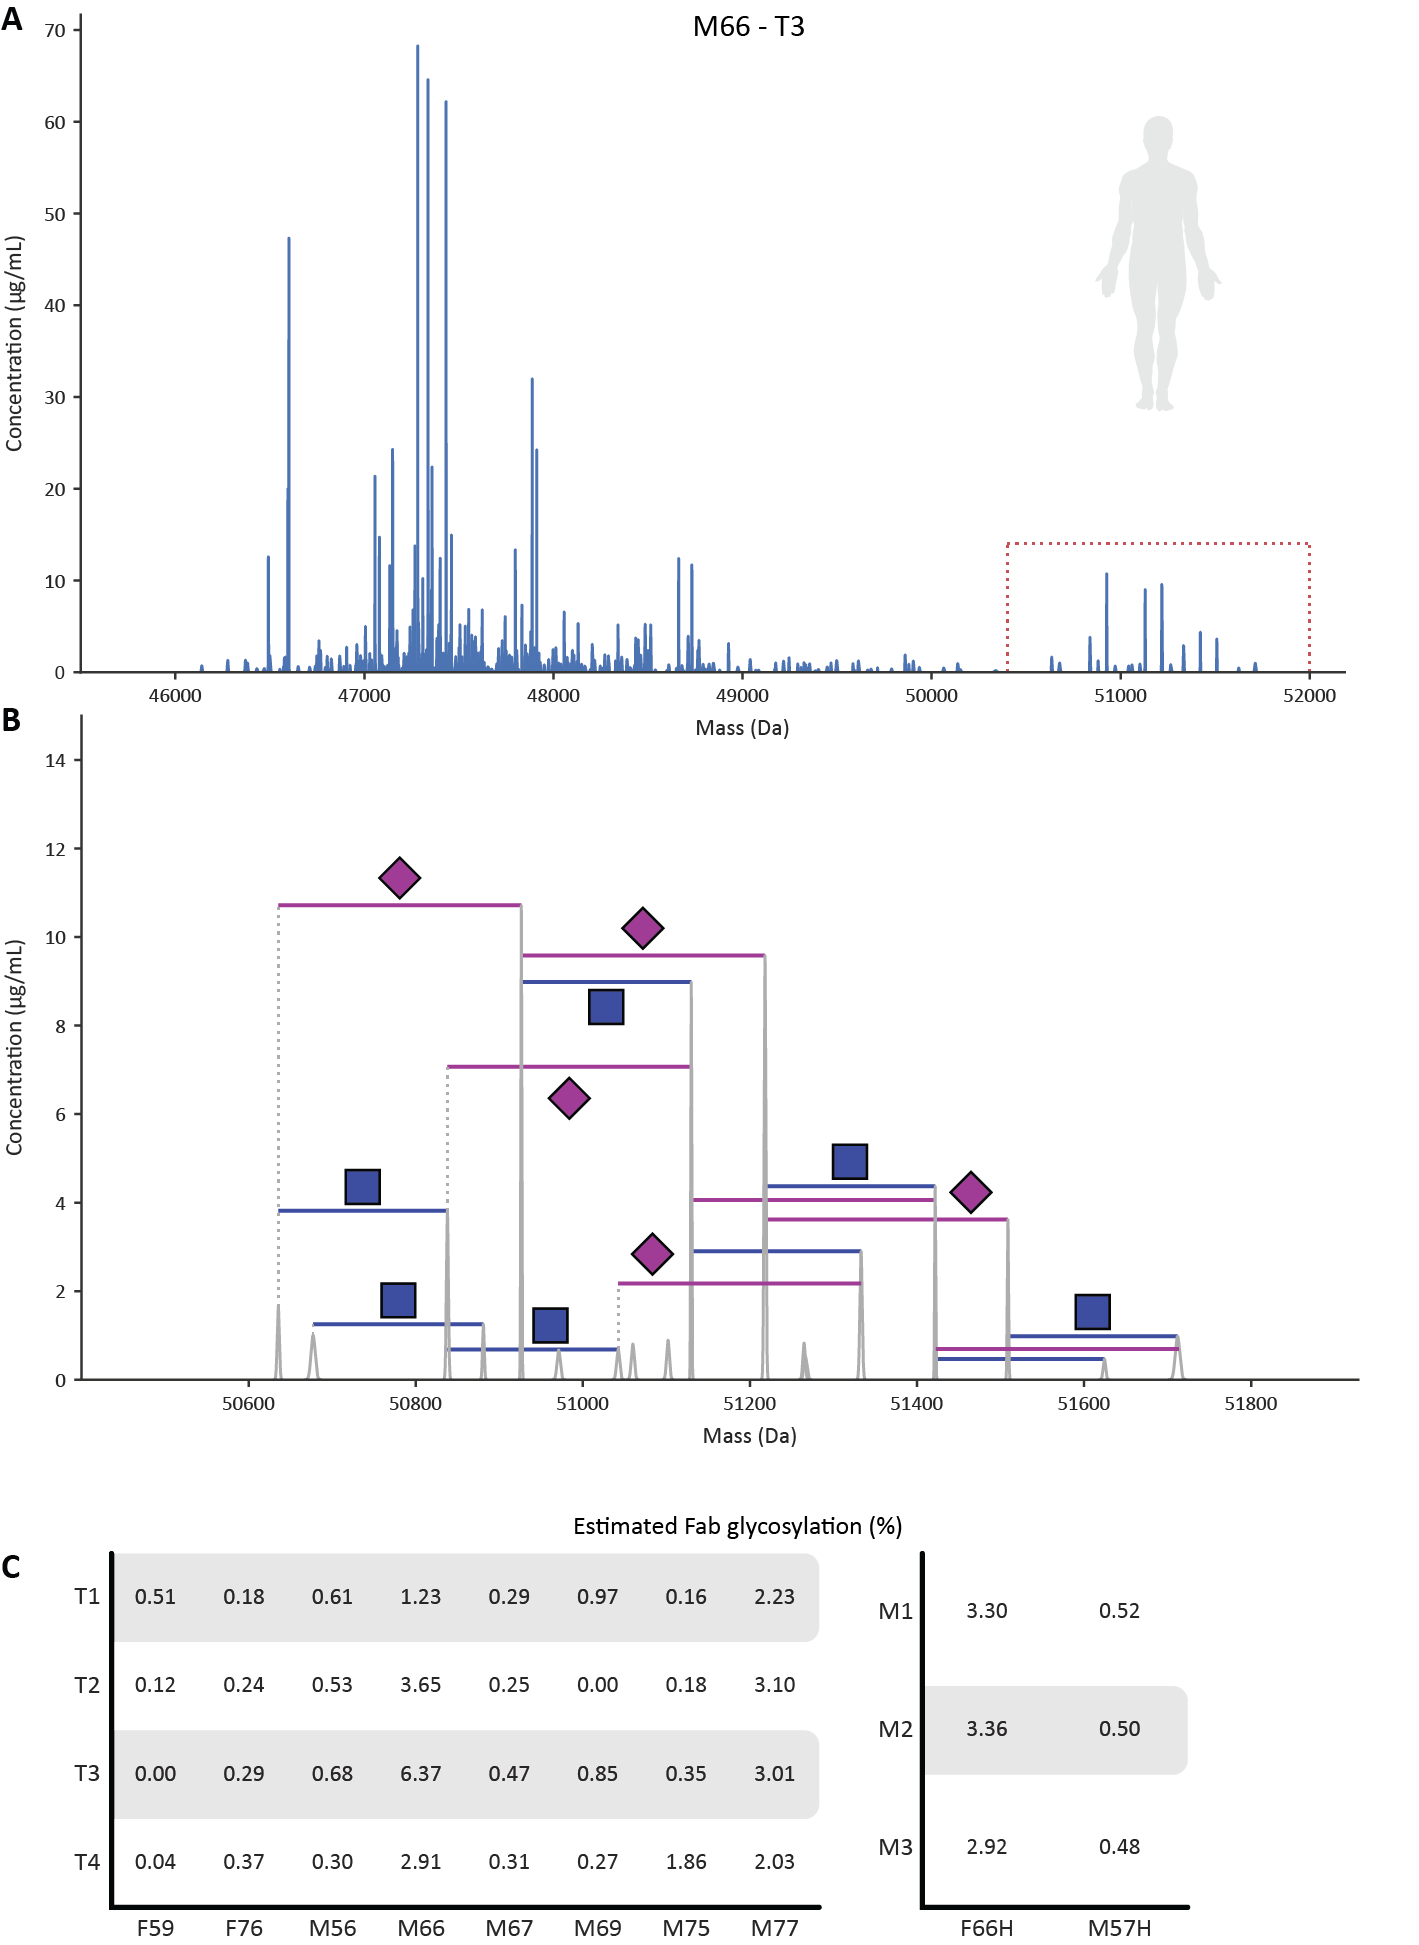 A
M66 - T3
70
60
50
40
30
20
10
0
Concentration (µg/mL)
46000 47000 48000 49000 50000 51000 52000
Mass (Da)
B
14
12
10
8
6
4
2
0
Concentration (µg/mL)
50600 50800 51000 51200 51400 51600 51800
Mass (Da)
Estimated Fab glycosylation (%)
C
T1 0.51 0.18 0.61 1.23 0.29 0.97 0.16 2.23
T2 0.12 0.24 0.53 3.65 0.25 0.00 0.18 3.10
T3 0.00 0.29 0.68 6.37 0.47 0.85 0.35 3.01
T4 0.04 0.37 0.30 2.91 0.31 0.27 1.86 2.03
F59 F76 M56 M66 M67 M69 M75 M77
M1 3.30 0.52
M2 3.36 0.50
M3 2.92 0.48
F66H M57H